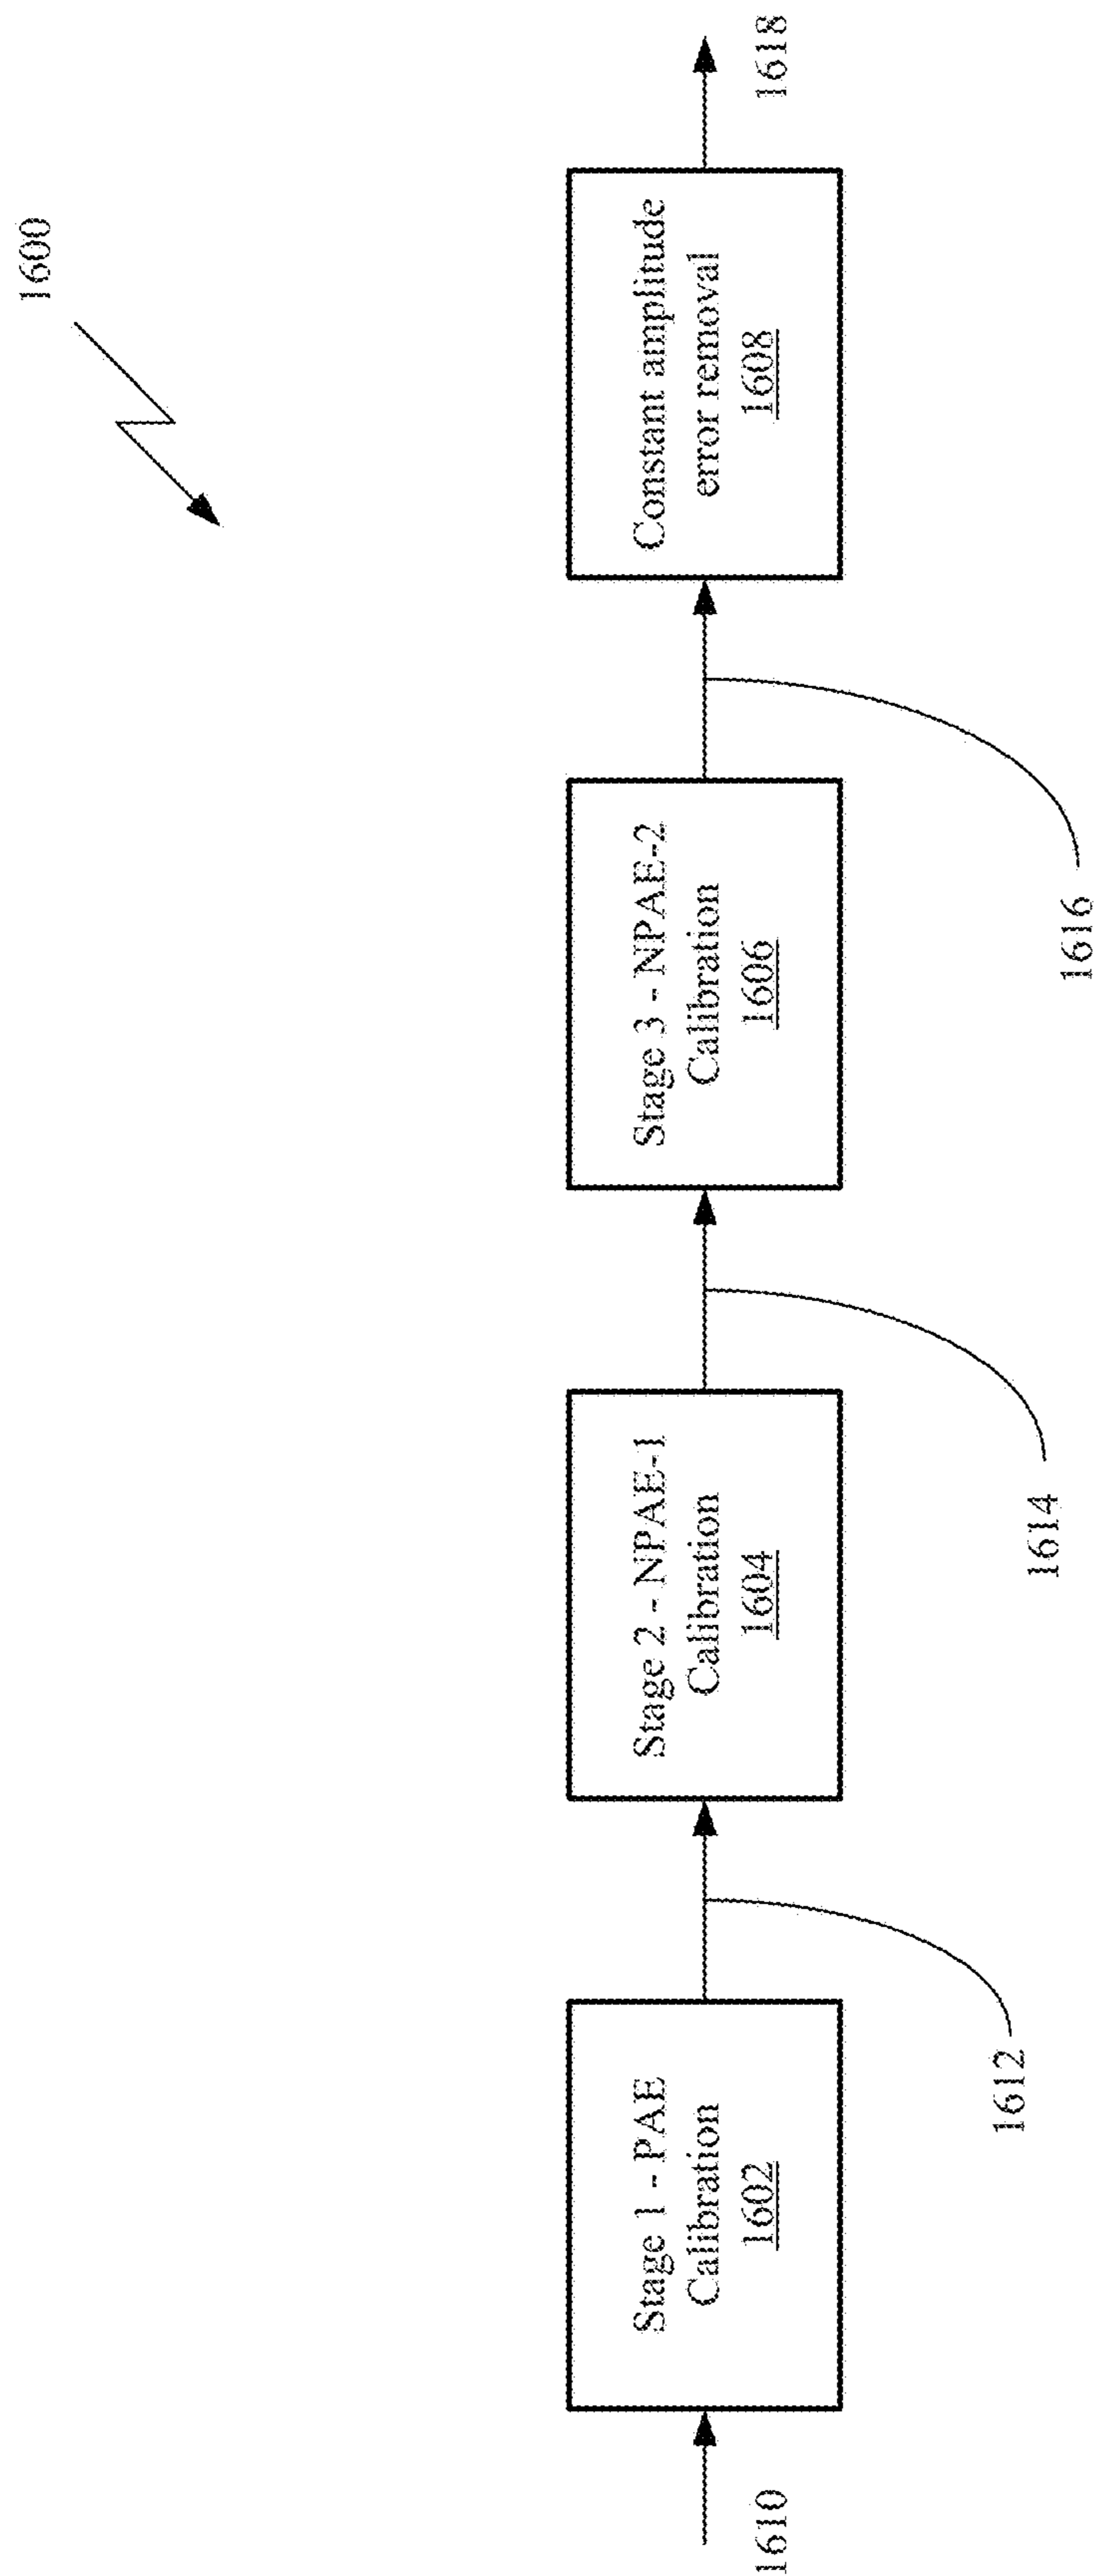 1600
Stage 1 - PAE
Calibration
1602
Stage 2 - NPAE-1
Calibration
1604
Stage 3 - NPAE-2
Calibration
1606
Constant amplitude
error removal
1608
1610
1612
1614
1616
1618